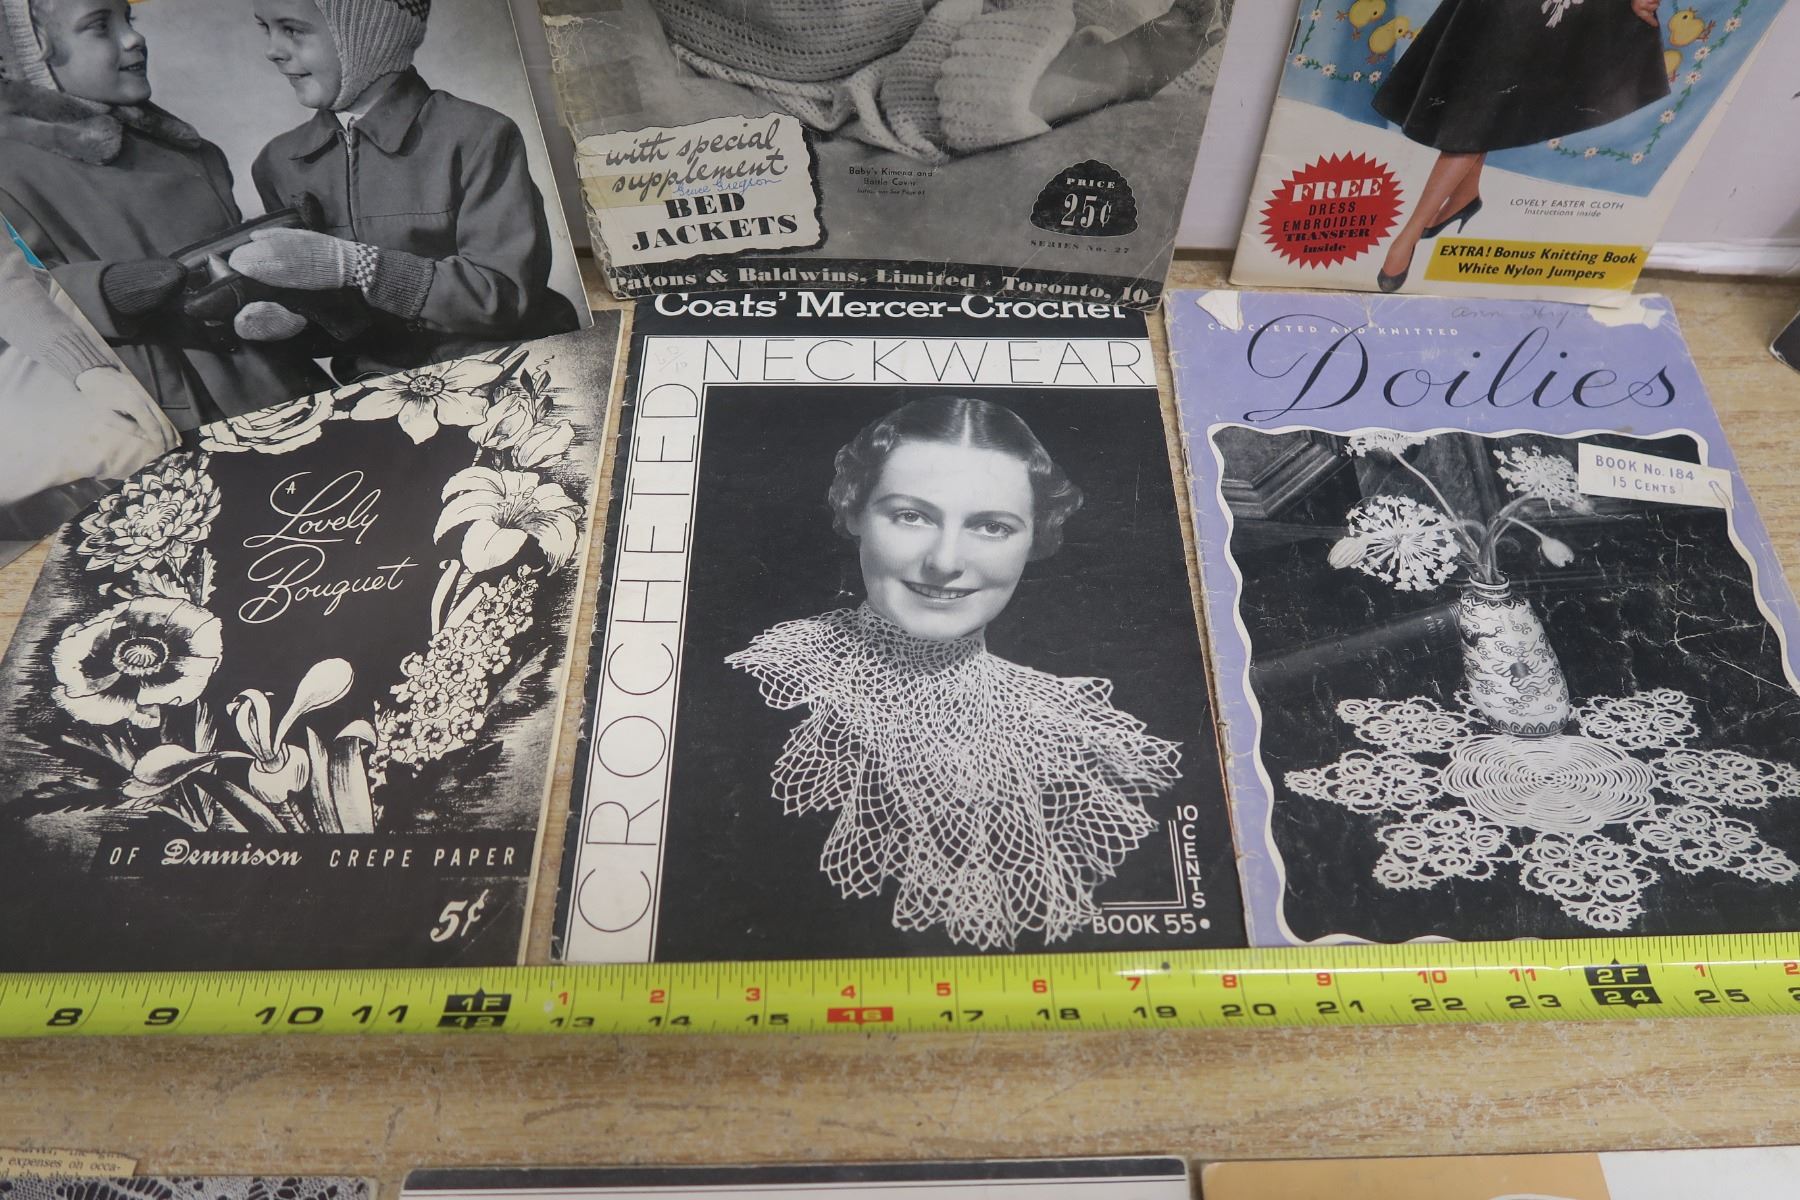 with special
supplement
BED
JACKETS
Baby's Kimona and
Bottle Cover
PRICE
25¢
SERIES No. 27
Patons & Baldwins, Limited · Toronto, 10
FREE
DRESS
EMBROIDERY
TRANSFER
inside
LOVELY EASTER CLOTH
Instructions inside
EXTRA! Bonus Knitting Book
White Nylon Jumpers
A
Lovely
Bouquet
OF Dennison CREPE PAPER
5¢
Coats' Mercer-Crochet
NECKWEAR
CROCHETED
10
CENTS
BOOK 55
CROCHETED AND KNITTED
Doilies
BOOK No. 184
15 CENTS
1 2 3 4 5 6 7 8 9 10 11 2F 1 2
8 9 10 11 1F 12 13 14 15 16 17 18 19 20 21 22 23 24 25
expenses on occa-